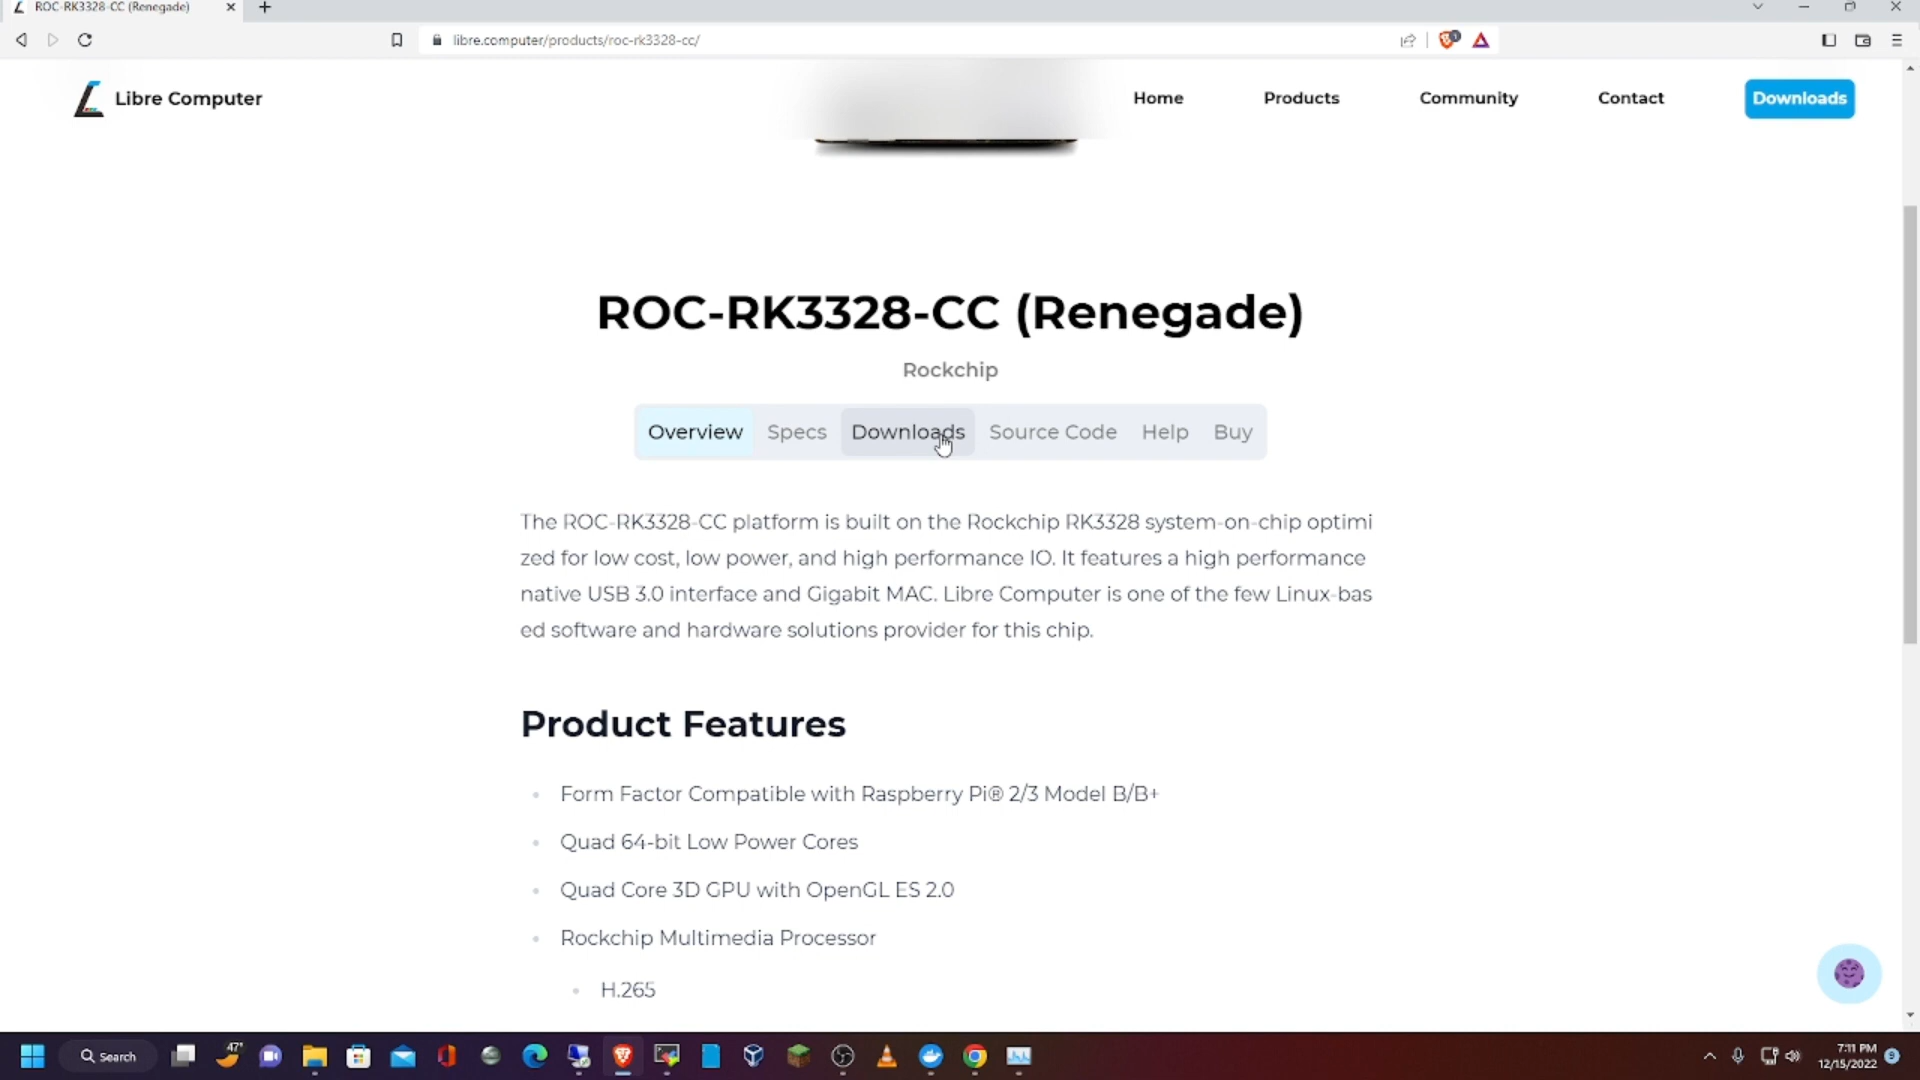 ROC-RK3328-CC (Renegade)
libre.computer/products/roc-rk3328-cc/
Libre Computer
Home
Products
Community
Contact
Downloads
ROC-RK3328-CC (Renegade)
Rockchip
Overview
Specs
Downloads
Source Code
Help
Buy
The ROC-RK3328-CC platform is built on the Rockchip RK3328 system-on-chip optimi
zed for low cost, low power, and high performance IO. It features a high performance
native USB 3.0 interface and Gigabit MAC. Libre Computer is one of the few Linux-bas
ed software and hardware solutions provider for this chip.
Product Features
Form Factor Compatible with Raspberry Pi® 2/3 Model B/B+
Quad 64-bit Low Power Cores
Quad Core 3D GPU with OpenGL ES 2.0
Rockchip Multimedia Processor
H.265
Search
47°
7:11 PM
12/15/2022